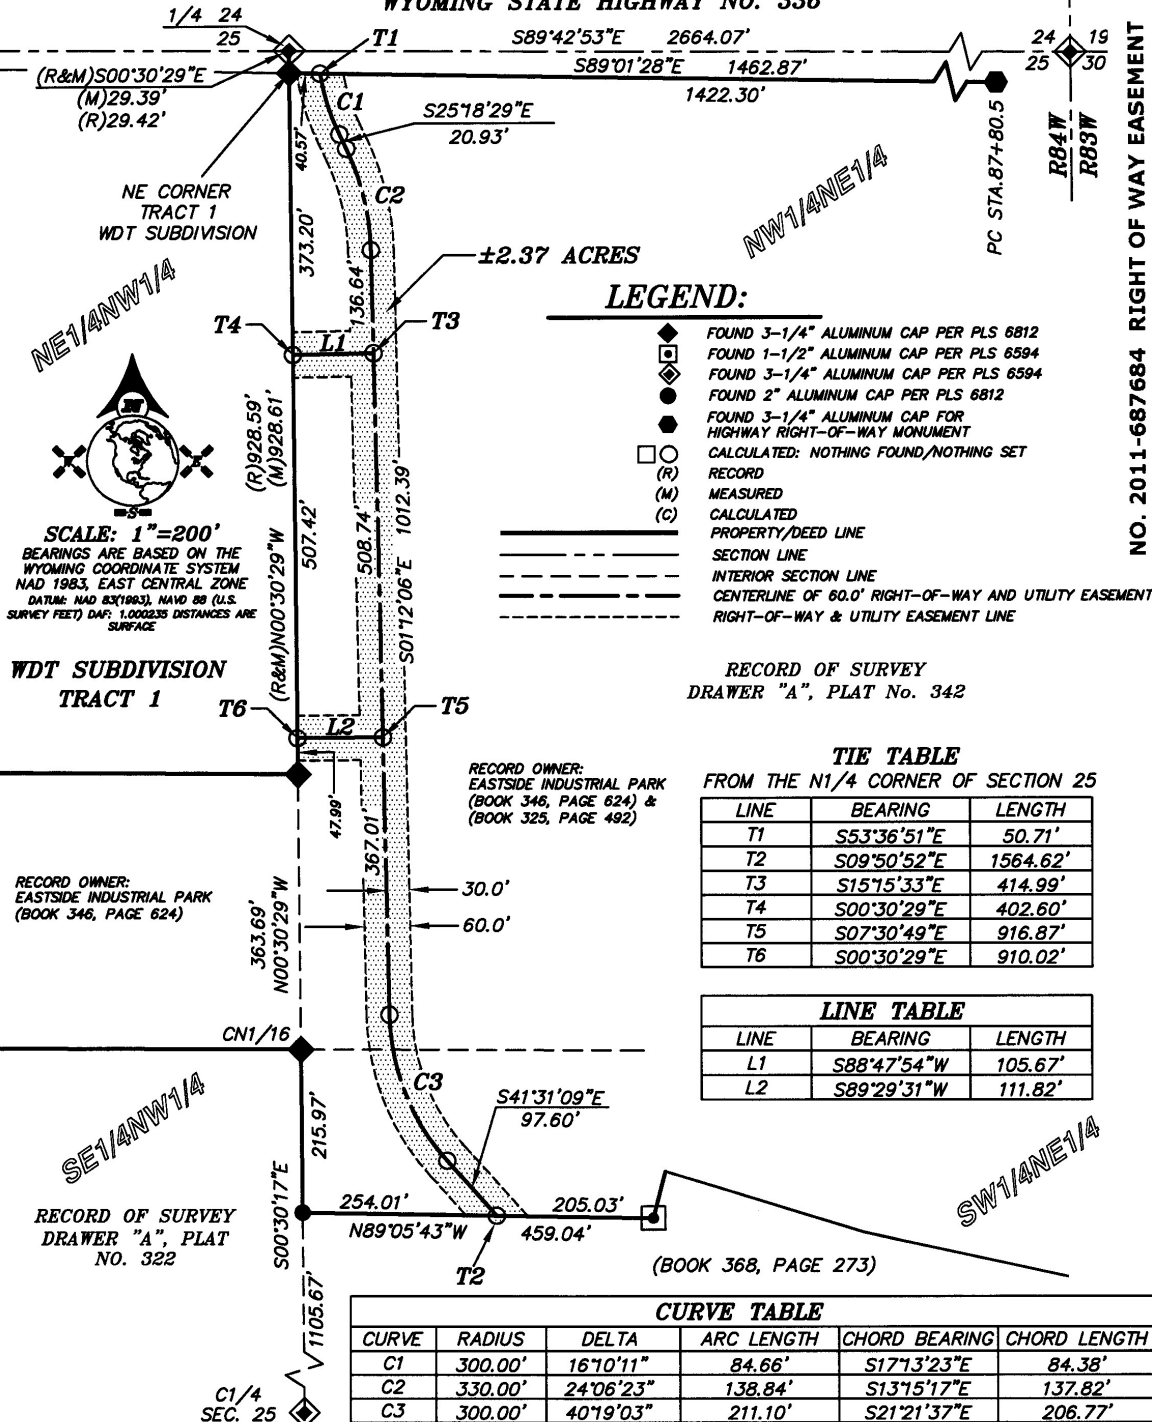 WYOMING STATE HIGHWAY NO. 336
1/4 24
25
T1
S89°42'53"E 2664.07'
24 19
25 30
(R&M)S00°30'29"E
(M)29.39'
(R)29.42'
S89°01'28"E 1462.87'
1422.30'
C1
S25°18'29"E
20.93'
40.57'
PC STA.87+80.5
R84W
R83W
NO. 2011-687684 RIGHT OF WAY EASEMENT
NE CORNER
TRACT 1
WDT SUBDIVISION
C2
373.20'
NW1/4NE1/4
NE1/4NW1/4
136.64'
±2.37 ACRES
T4
L1
T3
LEGEND:
FOUND 3-1/4" ALUMINUM CAP PER PLS 6812
FOUND 1-1/2" ALUMINUM CAP PER PLS 6594
FOUND 3-1/4" ALUMINUM CAP PER PLS 6594
FOUND 2" ALUMINUM CAP PER PLS 6812
FOUND 3-1/4" ALUMINUM CAP FOR
HIGHWAY RIGHT-OF-WAY MONUMENT
CALCULATED: NOTHING FOUND/NOTHING SET
(R) RECORD
(M) MEASURED
(C) CALCULATED
PROPERTY/DEED LINE
SECTION LINE
INTERIOR SECTION LINE
CENTERLINE OF 60.0' RIGHT-OF-WAY AND UTILITY EASEMENT
RIGHT-OF-WAY & UTILITY EASEMENT LINE
N
W
E
S
SCALE: 1"=200'
BEARINGS ARE BASED ON THE
WYOMING COORDINATE SYSTEM
NAD 1983, EAST CENTRAL ZONE
DATUM: NAD 83(1993), NAVD 88 (U.S.
SURVEY FEET) DAF: 1.000235 DISTANCES ARE
SURFACE
(R)928.59'
(M)928.61'
(R&M)N00°30'29"W
507.42'
508.74'
S01°12'06"E 1012.39'
WDT SUBDIVISION
TRACT 1
RECORD OF SURVEY
DRAWER "A", PLAT No. 342
T6
L2
T5
47.99'
367.01'
RECORD OWNER:
EASTSIDE INDUSTRIAL PARK
(BOOK 346, PAGE 624) &
(BOOK 325, PAGE 492)
TIE TABLE
FROM THE N1/4 CORNER OF SECTION 25
LINE BEARING LENGTH
T1 S53°36'51"E 50.71'
T2 S09°50'52"E 1564.62'
T3 S15°15'33"E 414.99'
T4 S00°30'29"E 402.60'
T5 S07°30'49"E 916.87'
T6 S00°30'29"E 910.02'
RECORD OWNER:
EASTSIDE INDUSTRIAL PARK
(BOOK 346, PAGE 624)
363.69'
N00°30'29"W
30.0'
60.0'
LINE TABLE
LINE BEARING LENGTH
L1 S88°47'54"W 105.67'
L2 S89°29'31"W 111.82'
CN1/16
C3
S41°31'09"E
97.60'
SE1/4NW1/4
215.97'
S00°30'17"E
1105.67'
SW1/4NE1/4
254.01'
205.03'
N89°05'43"W
459.04'
T2
RECORD OF SURVEY
DRAWER "A", PLAT
NO. 322
(BOOK 368, PAGE 273)
C1/4
SEC. 25
CURVE TABLE
CURVE RADIUS DELTA ARC LENGTH CHORD BEARING CHORD LENGTH
C1 300.00' 16°10'11" 84.66' S17°13'23"E 84.38'
C2 330.00' 24°06'23" 138.84' S13°15'17"E 137.82'
C3 300.00' 40°19'03" 211.10' S21°21'37"E 206.77'